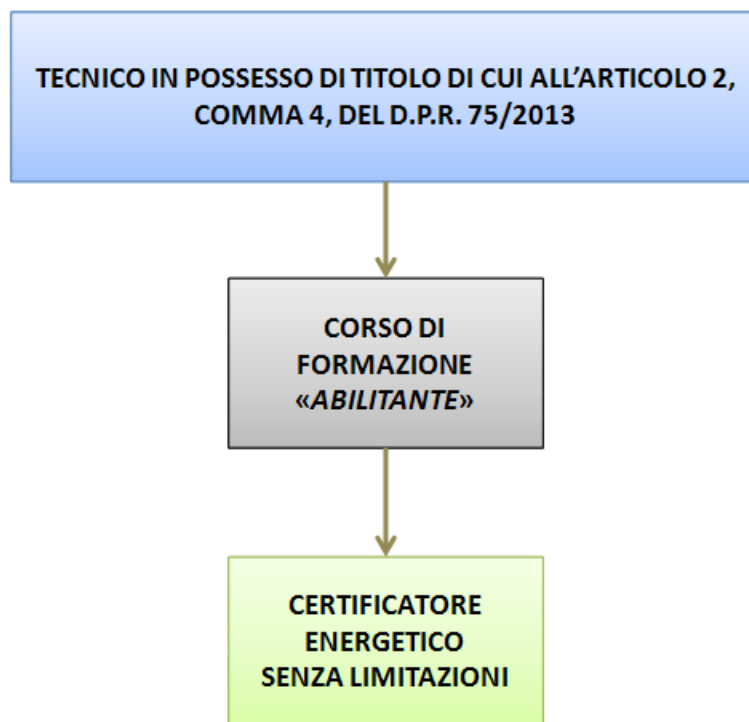 TECNICO IN POSSESSO DI TITOLO DI CUI ALL’ARTICOLO 2,
COMMA 4, DEL D.P.R. 75/2013
CORSO DI
FORMAZIONE
«ABILITANTE»
CERTIFICATORE
ENERGETICO
SENZA LIMITAZIONI